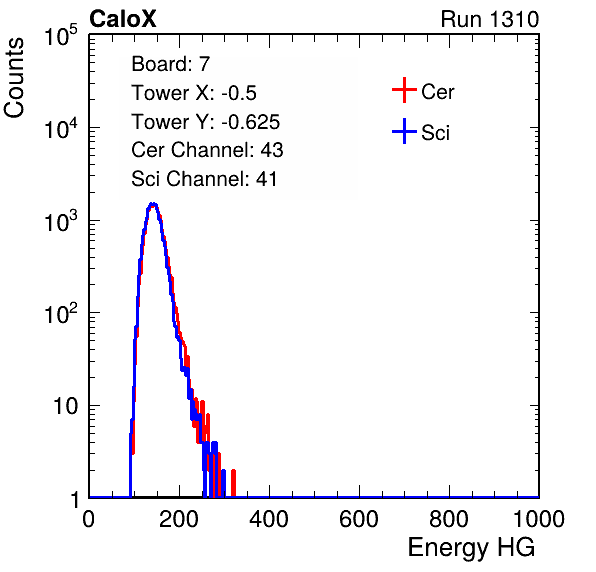 CaloX Run 1310
Counts
10^5
10^4
10^3
10^2
10
1
Board: 7
Tower X: -0.5
Tower Y: -0.625
Cer Channel: 43
Sci Channel: 41
Cer
Sci
0 200 400 600 800 1000
Energy HG